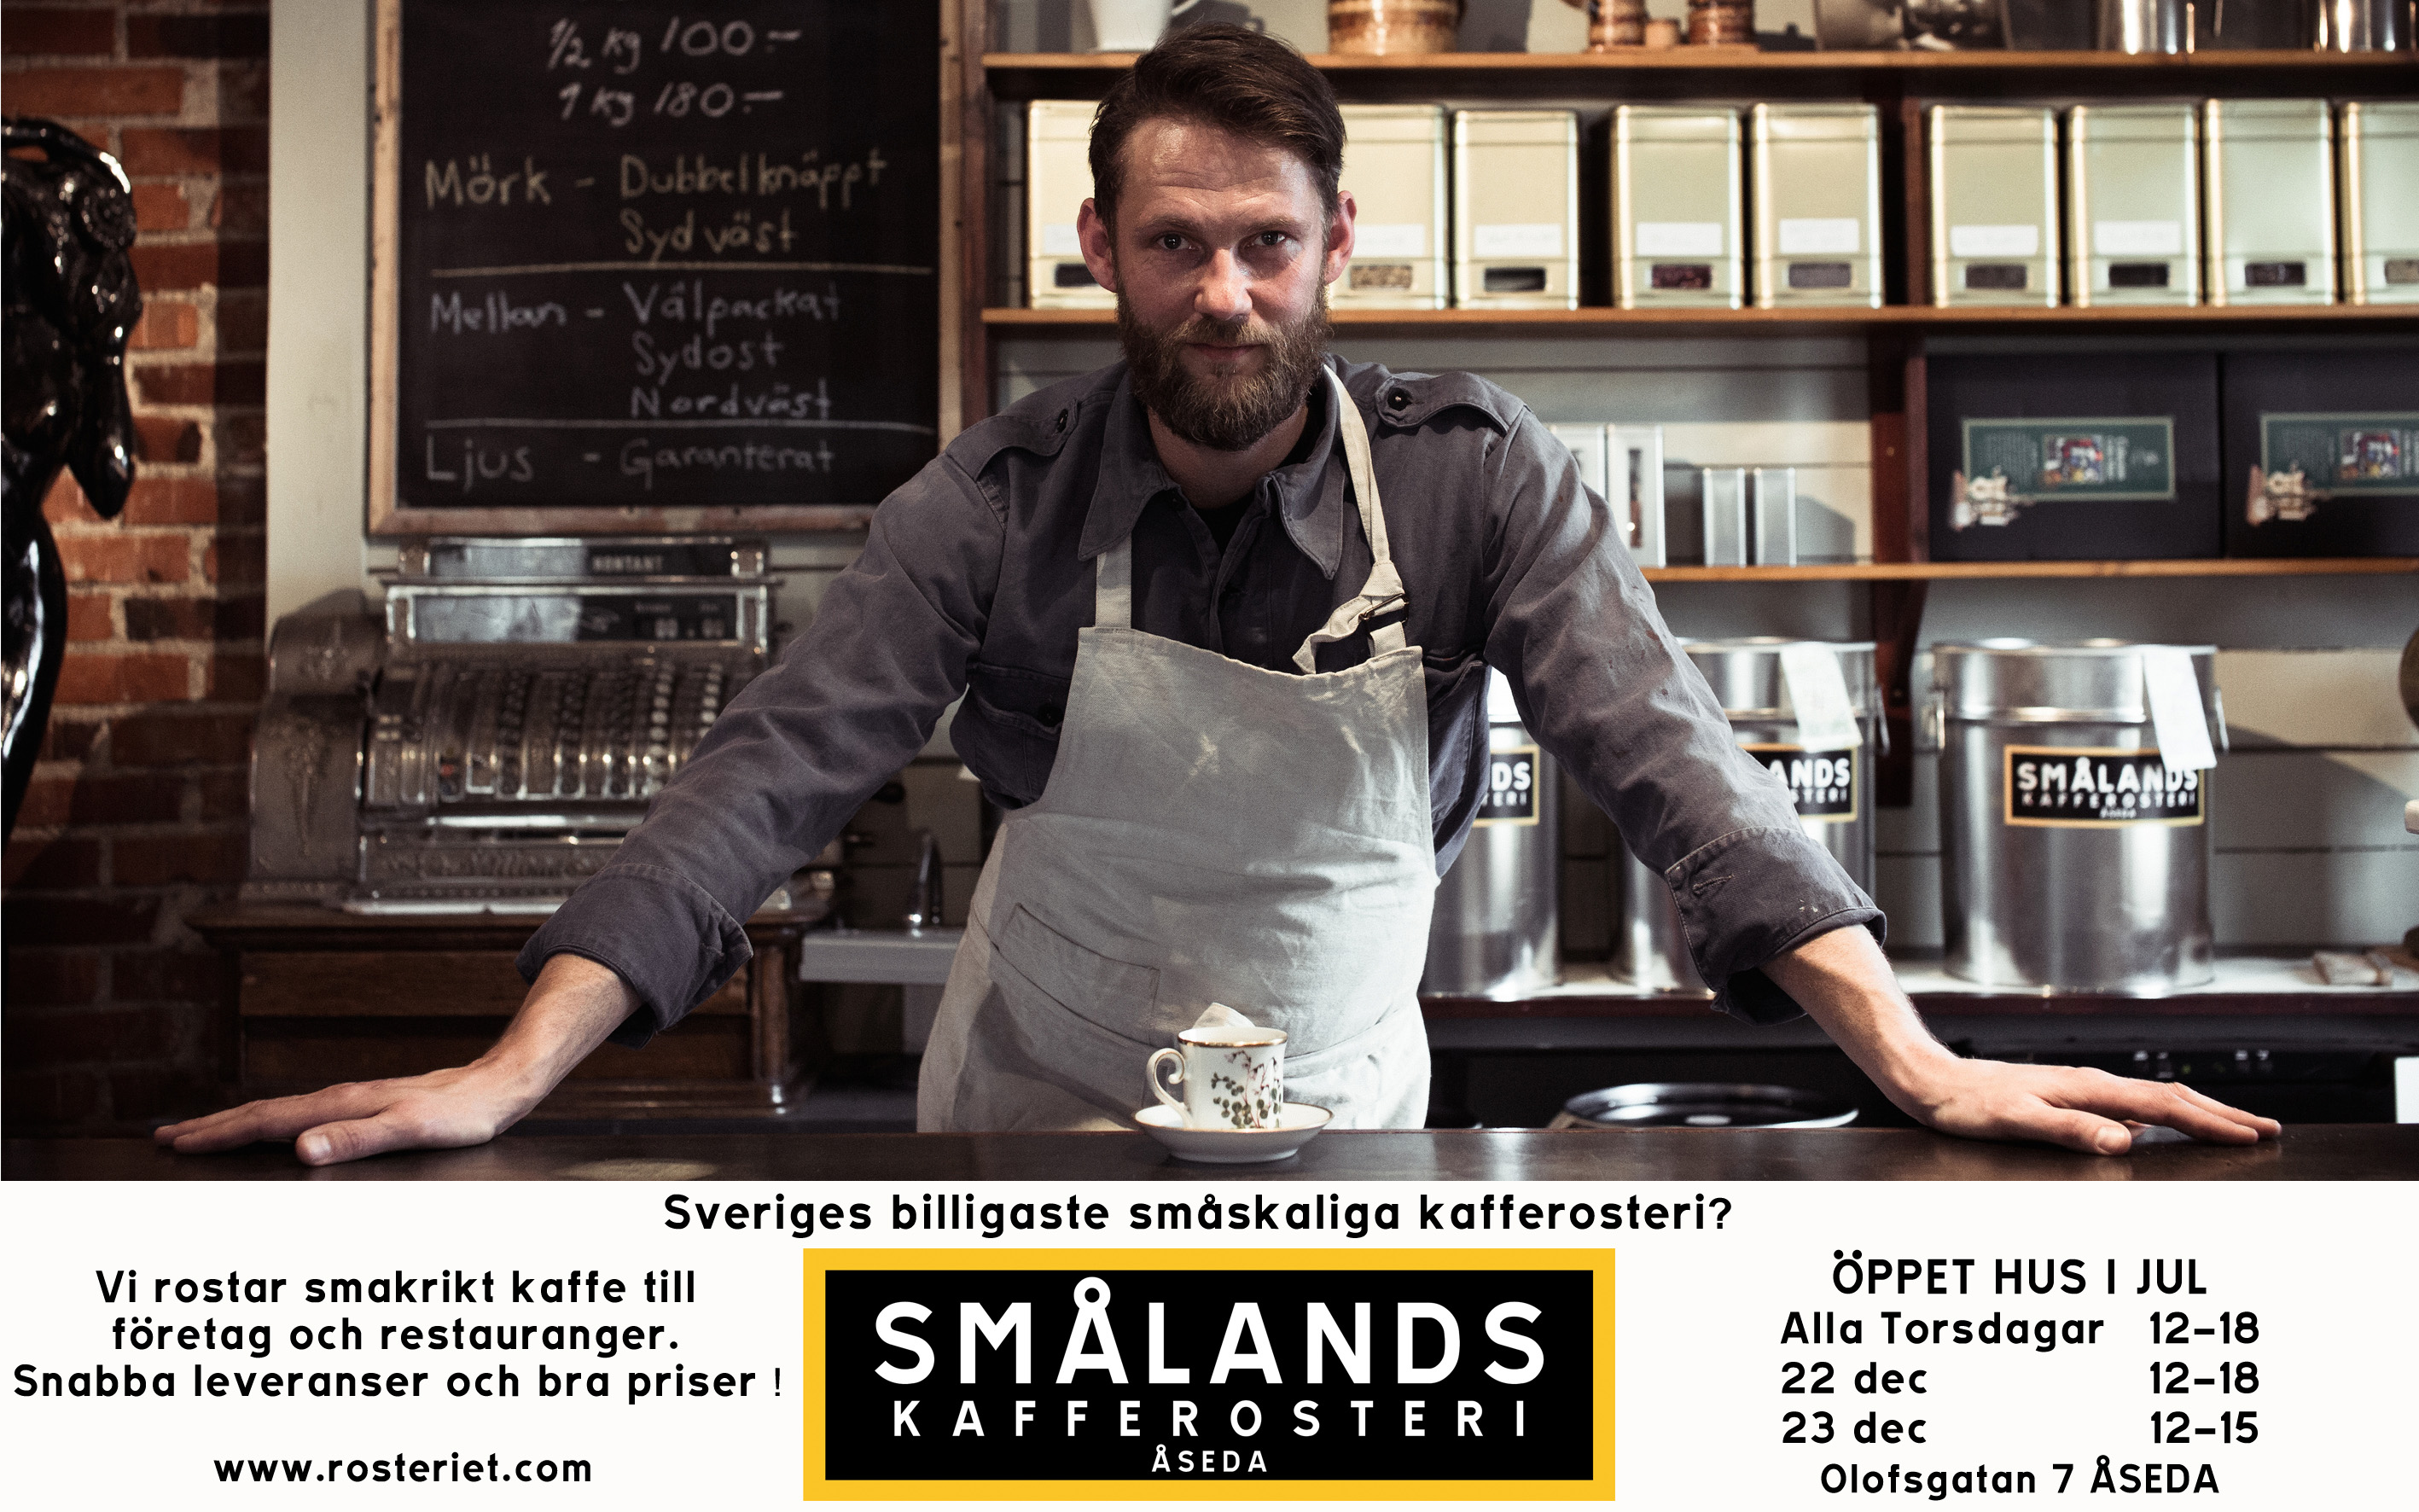 1/2 kg 100:-
1 kg 180:-
Mörk - Dubbelknäppt
Sydväst
Mellan - Välpackat
Sydost
Nordväst
Ljus - Garanterat
SMÅLANDS
KAFFEROSTERI
Sveriges billigaste småskaliga kafferosteri?
Vi rostar smakrikt kaffe till
företag och restauranger.
Snabba leveranser och bra priser !
www.rosteriet.com
SMÅLANDS
KAFFEROSTERI
ÅSEDA
ÖPPET HUS I JUL
Alla Torsdagar 12-18
22 dec 12-18
23 dec 12-15
Olofsgatan 7 ÅSEDA